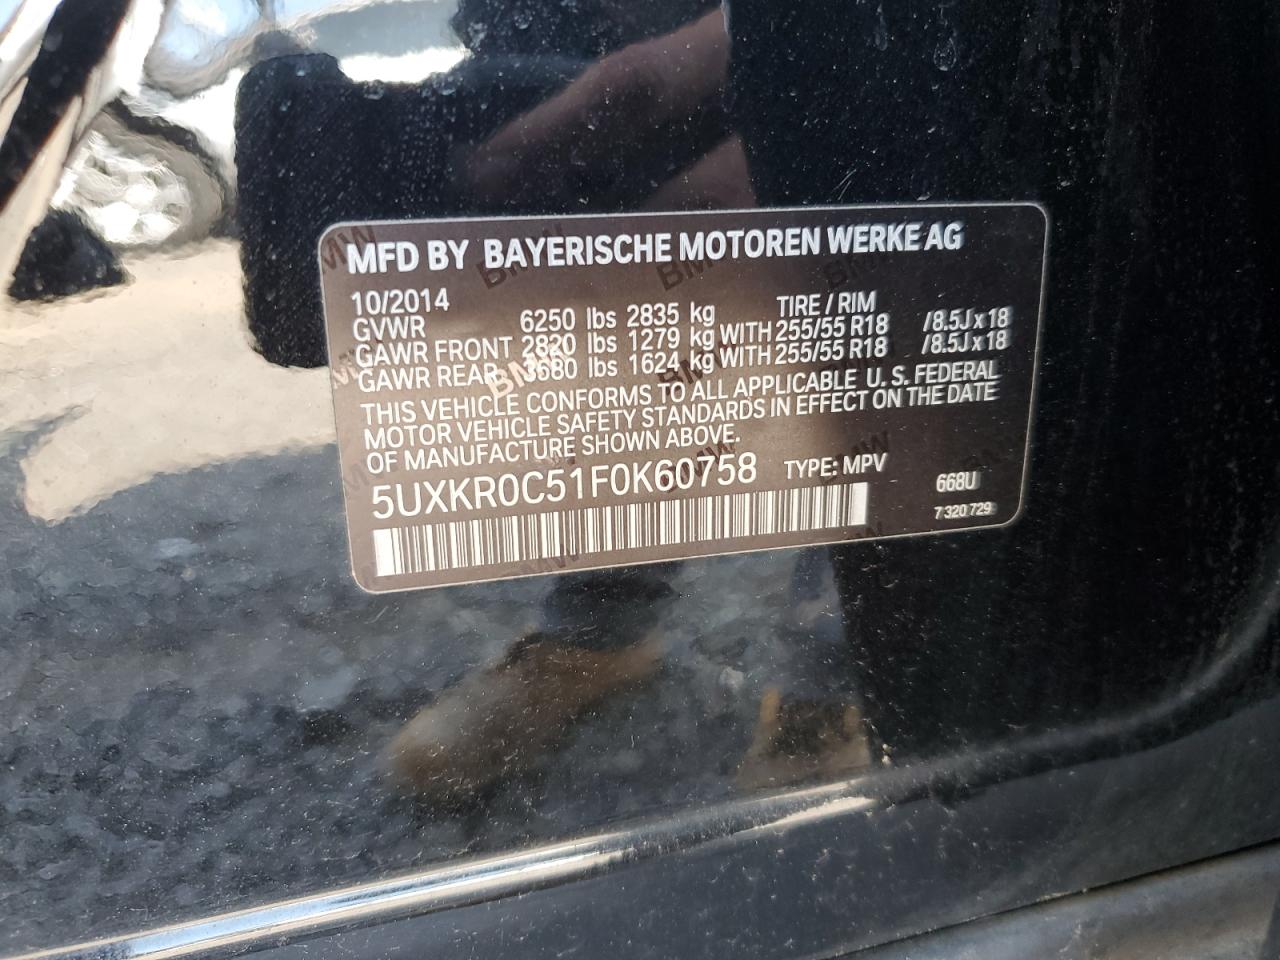 MFD BY BAYERISCHE MOTOREN WERKE AG
10/2014 TIRE / RIM
GVWR 6250 lbs 2835 kg
GAWR FRONT 2820 lbs 1279 kg WITH 255/55 R18 /8.5J x 18
GAWR REAR 3680 lbs 1624 kg WITH 255/55 R18 /8.5J x 18
THIS VEHICLE CONFORMS TO ALL APPLICABLE U. S. FEDERAL
MOTOR VEHICLE SAFETY STANDARDS IN EFFECT ON THE DATE
OF MANUFACTURE SHOWN ABOVE.
5UXKR0C51F0K60758 TYPE: MPV 668U
7 320 729